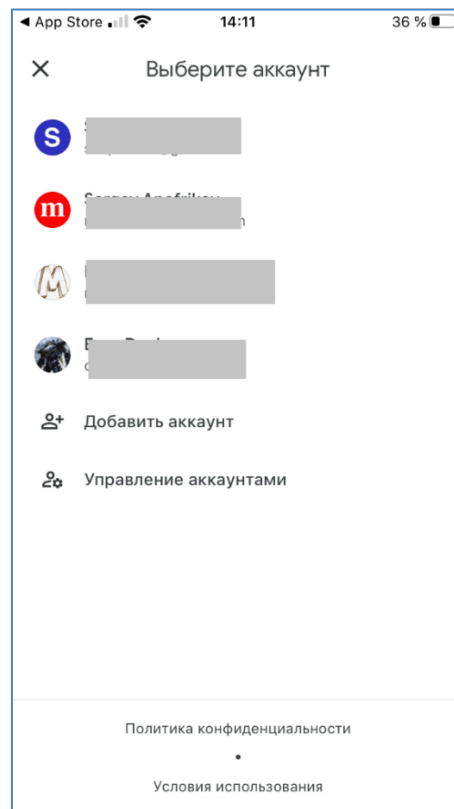 ◀ App Store 14:11 36 %
Выберите аккаунт
S
m
M
Добавить аккаунт
Управление аккаунтами
Политика конфиденциальности
•
Условия использования